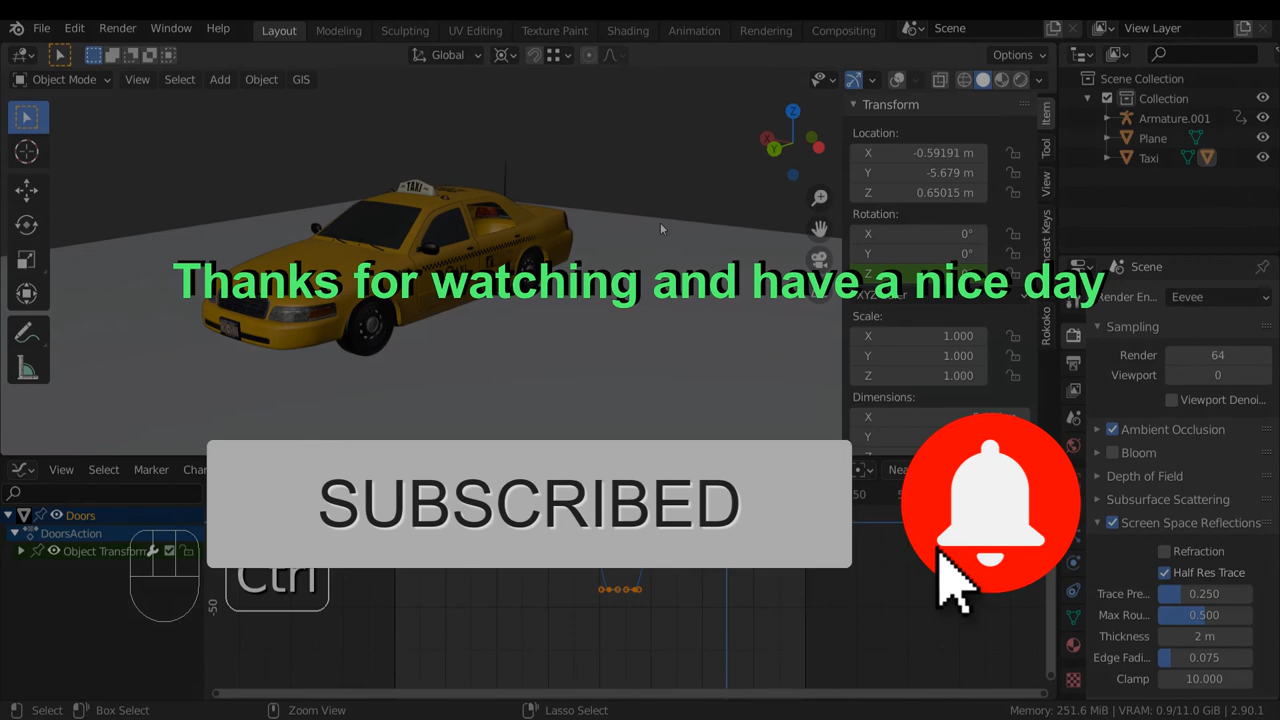 File Edit Render Window Help Layout Modeling Sculpting UV Editing Texture Paint Shading Animation Rendering Compositing Scene View Layer
Global Options
Object Mode View Select Add Object GIS
Scene Collection
Collection
Armature.001
Plane
Taxi
Transform
Location:
X -0.59191 m
Y -5.679 m
Z 0.65015 m
Rotation:
X 0°
Y 0°
Z
Scale:
X 1.000
Y 1.000
Z 1.000
Dimensions:
X
Y
Item
Tool
View
Rokoko
X
Z
Y
TAXI
Thanks for watching and have a nice day
SUBSCRIBED
Ctrl
Scene
Render En... Eevee
Sampling
Render 64
Viewport 0
Viewport Denoi...
Ambient Occlusion
Bloom
Depth of Field
Subsurface Scattering
Screen Space Reflections
Refraction
Half Res Trace
Trace Pre... 0.250
Max Rou... 0.500
Thickness 2 m
Edge Fadi... 0.075
Clamp 10.000
View Select Marker
Doors
DoorsAction
Object Transform
-50
Select Box Select Zoom View Lasso Select Memory: 251.6 MiB | VRAM: 0.9/11.0 GiB | 2.90.1